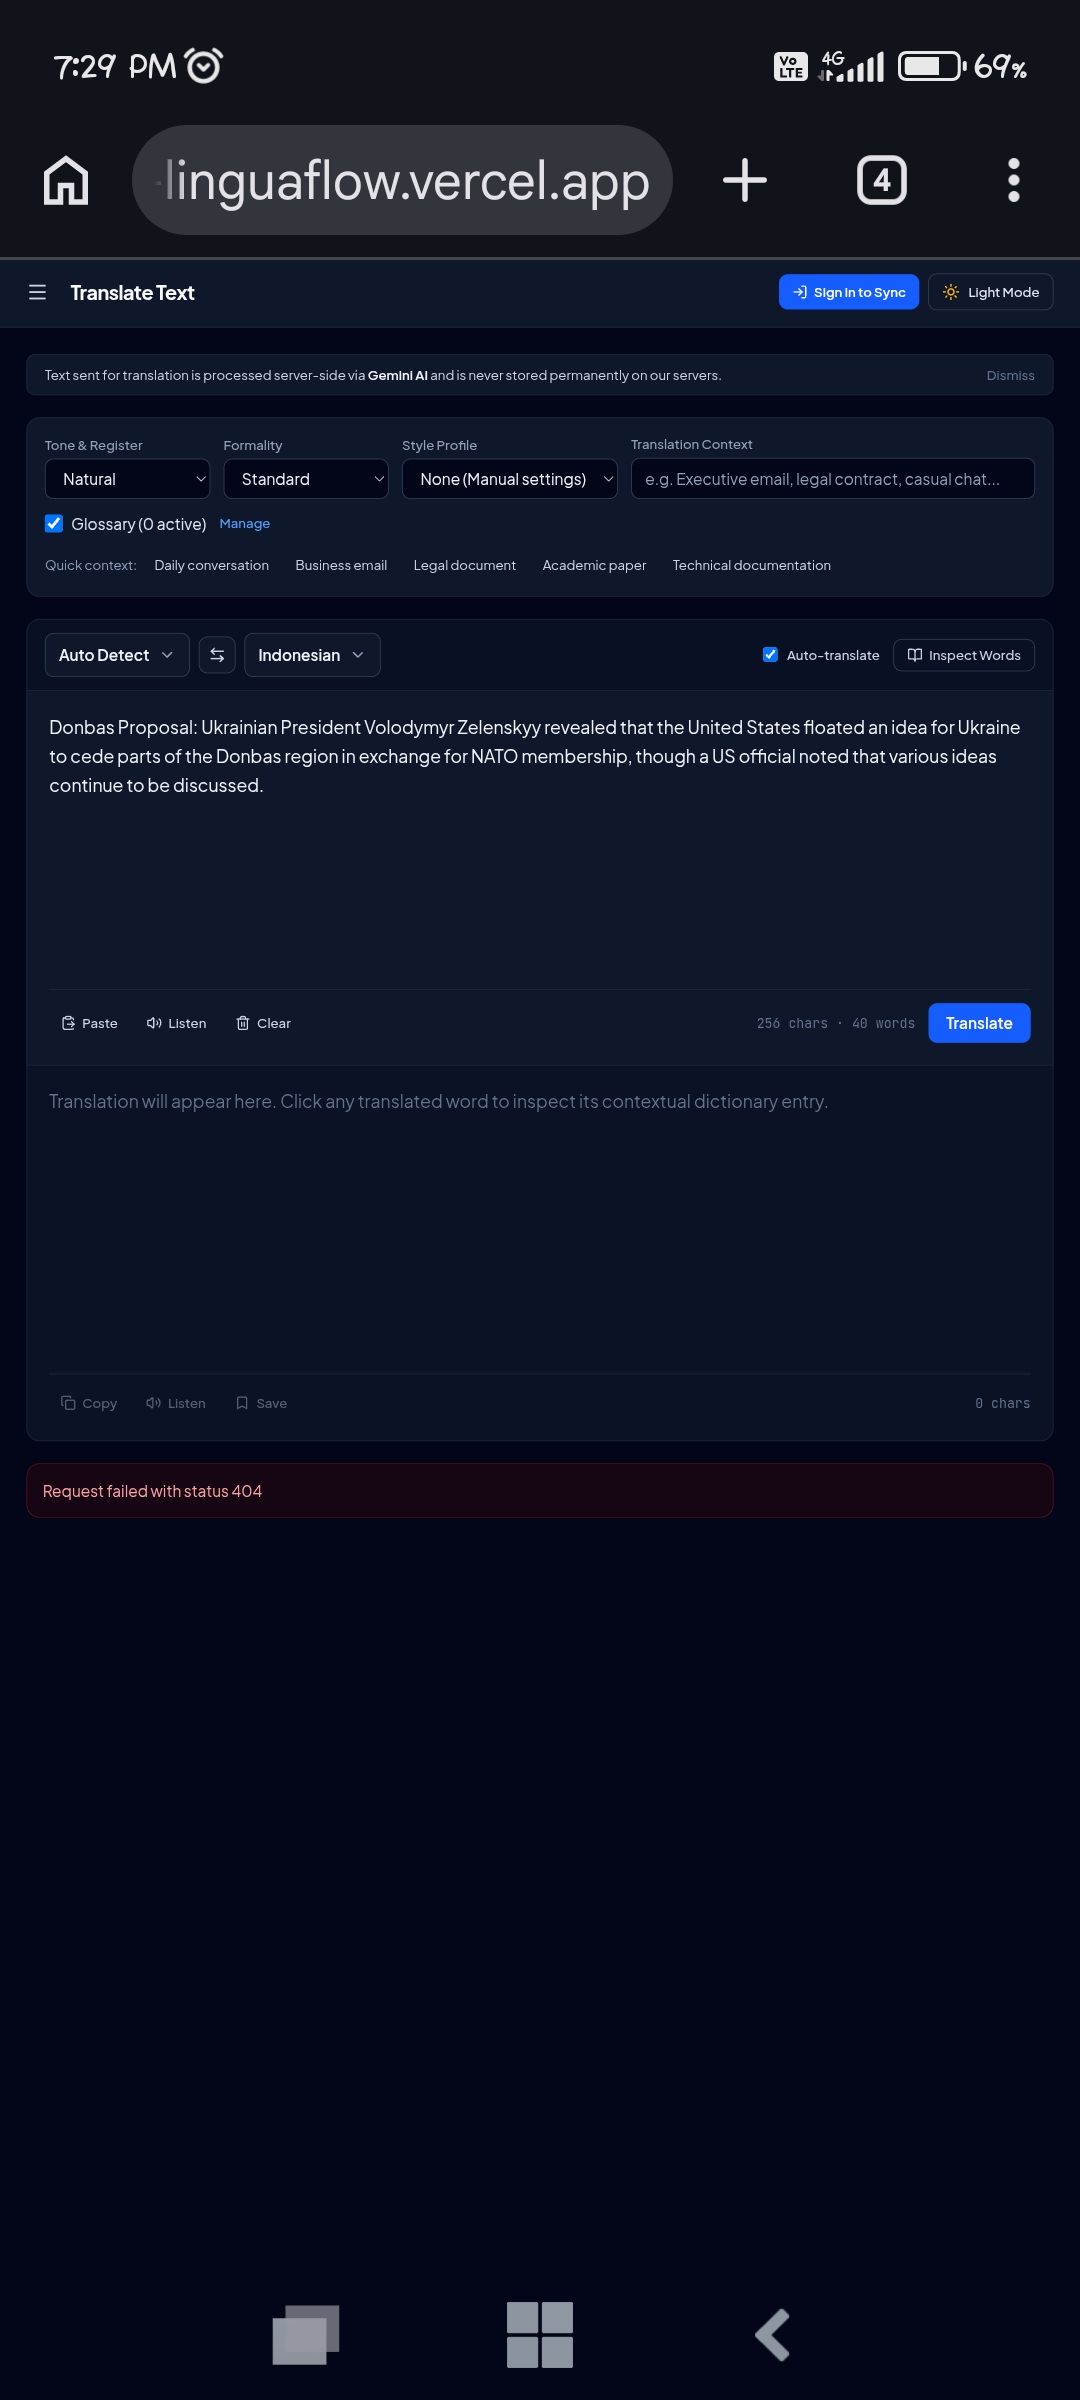 7:29 PM
Vo LTE 4G 69%
linguaflow.vercel.app
4
Translate Text
Sign in to Sync
Light Mode
Text sent for translation is processed server-side via Gemini AI and is never stored permanently on our servers.
Dismiss
Tone & Register
Formality
Style Profile
Translation Context
Natural
Standard
None (Manual settings)
e.g. Executive email, legal contract, casual chat...
Glossary (0 active)
Manage
Quick context:
Daily conversation
Business email
Legal document
Academic paper
Technical documentation
Auto Detect
Indonesian
Auto-translate
Inspect Words
Donbas Proposal: Ukrainian President Volodymyr Zelenskyy revealed that the United States floated an idea for Ukraine
to cede parts of the Donbas region in exchange for NATO membership, though a US official noted that various ideas
continue to be discussed.
Paste
Listen
Clear
256 chars · 40 words
Translate
Translation will appear here. Click any translated word to inspect its contextual dictionary entry.
Copy
Listen
Save
0 chars
Request failed with status 404